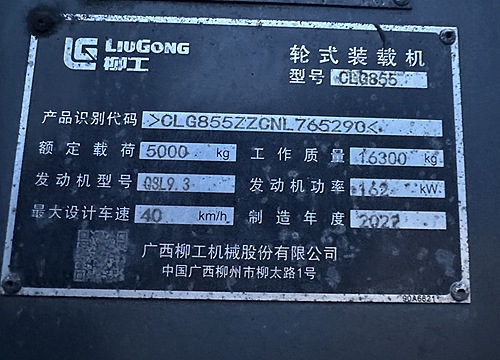 LIUGONG
柳工
轮式装载机
型号 CLG855
产品识别代码 >CLG855ZZCNL765290<
额定载荷 5000 kg 工作质量 16300 kg
发动机型号 QSL9.3 发动机功率 162 kW
最大设计车速 40 km/h 制造年度 2022
广西柳工机械股份有限公司
中国广西柳州市柳太路1号
90A6621